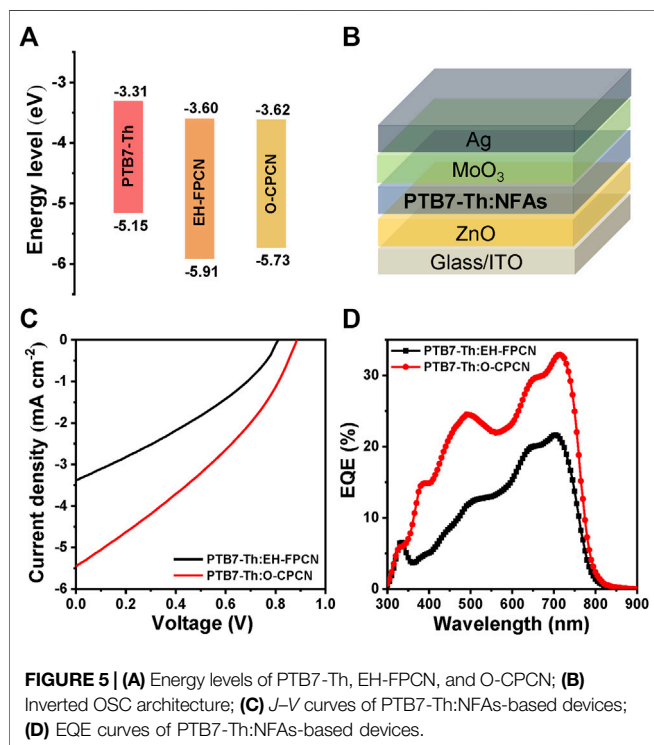 A
Energy level (eV)
-3
-4
-5
-6
-3.31
PTB7-Th
-5.15
-3.60
EH-FPCN
-5.91
-3.62
O-CPCN
-5.73
B
Ag
MoO₃
PTB7-Th:NFAs
ZnO
Glass/ITO
C
Current density (mA cm⁻²)
0
-1
-2
-3
-4
-5
-6
PTB7-Th:EH-FPCN
PTB7-Th:O-CPCN
0.0 0.2 0.4 0.6 0.8 1.0
Voltage (V)
D
EQE (%)
30
20
10
0
PTB7-Th:EH-FPCN
PTB7-Th:O-CPCN
300 400 500 600 700 800 900
Wavelength (nm)
FIGURE 5 | (A) Energy levels of PTB7-Th, EH-FPCN, and O-CPCN; (B)
Inverted OSC architecture; (C) J–V curves of PTB7-Th:NFAs-based devices;
(D) EQE curves of PTB7-Th:NFAs-based devices.